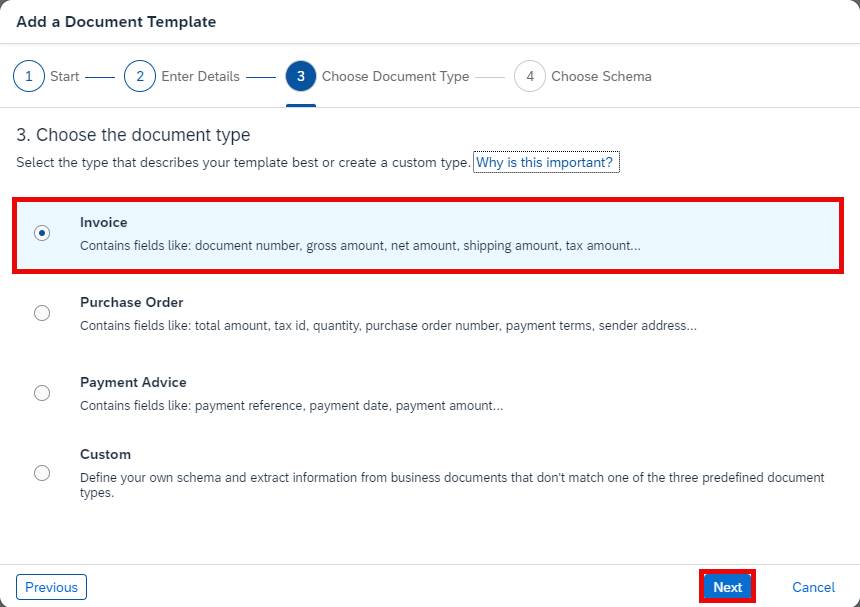 Add a Document Template
1 Start 2 Enter Details 3 Choose Document Type 4 Choose Schema
3. Choose the document type
Select the type that describes your template best or create a custom type. Why is this important?
Invoice
Contains fields like: document number, gross amount, net amount, shipping amount, tax amount...
Purchase Order
Contains fields like: total amount, tax id, quantity, purchase order number, payment terms, sender address...
Payment Advice
Contains fields like: payment reference, payment date, payment amount...
Custom
Define your own schema and extract information from business documents that don't match one of the three predefined document
types.
Previous Next Cancel